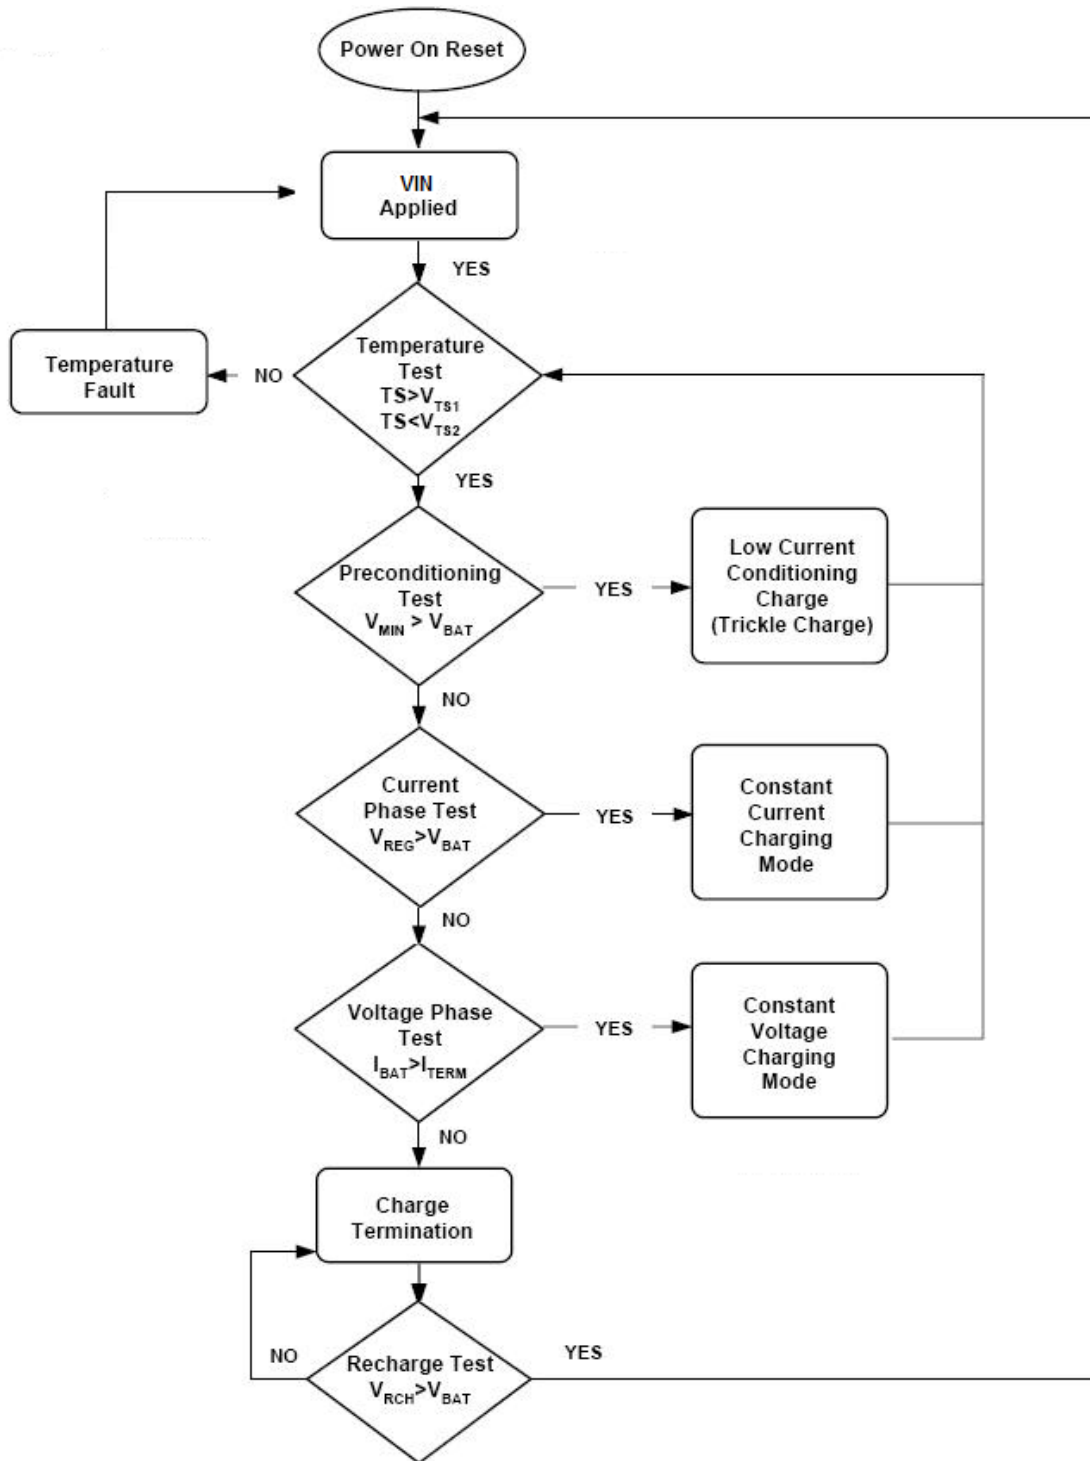 Power On Reset
VIN
Applied
YES
Temperature
Test
TS>VTS1
TS<VTS2
NO
Temperature
Fault
YES
Preconditioning
Test
VMIN > VBAT
YES
Low Current
Conditioning
Charge
(Trickle Charge)
NO
Current
Phase Test
VREG>VBAT
YES
Constant
Current
Charging
Mode
NO
Voltage Phase
Test
IBAT>ITERM
YES
Constant
Voltage
Charging
Mode
NO
Charge
Termination
NO
Recharge Test
VRCH>VBAT
YES